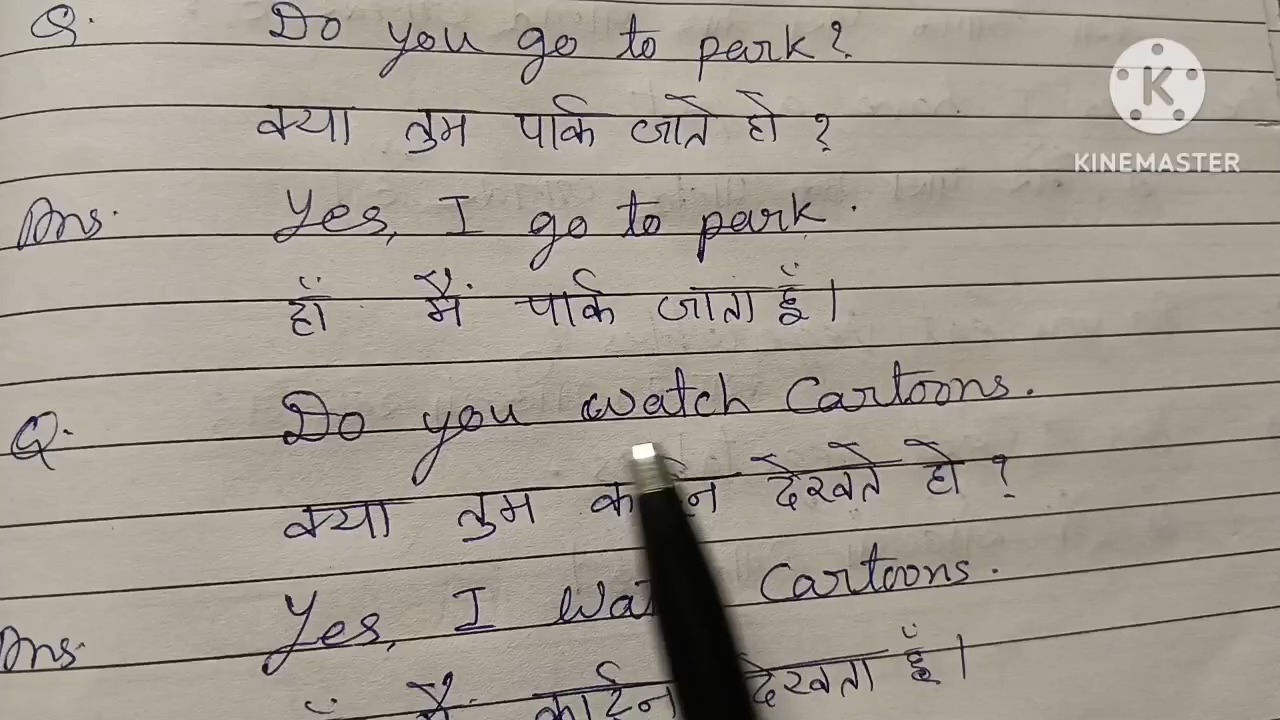 Q. Do you go to park?
क्या तुम पार्क जाते हो ?
Ans. Yes, I go to park.
हाँ मैं पार्क जाता हूँ।
Q. Do you watch Cartoons.
क्या तुम देखते हो ?
Ans. Yes, I Cartoons.
मैं कार्टून देखता हूँ।
KINEMASTER